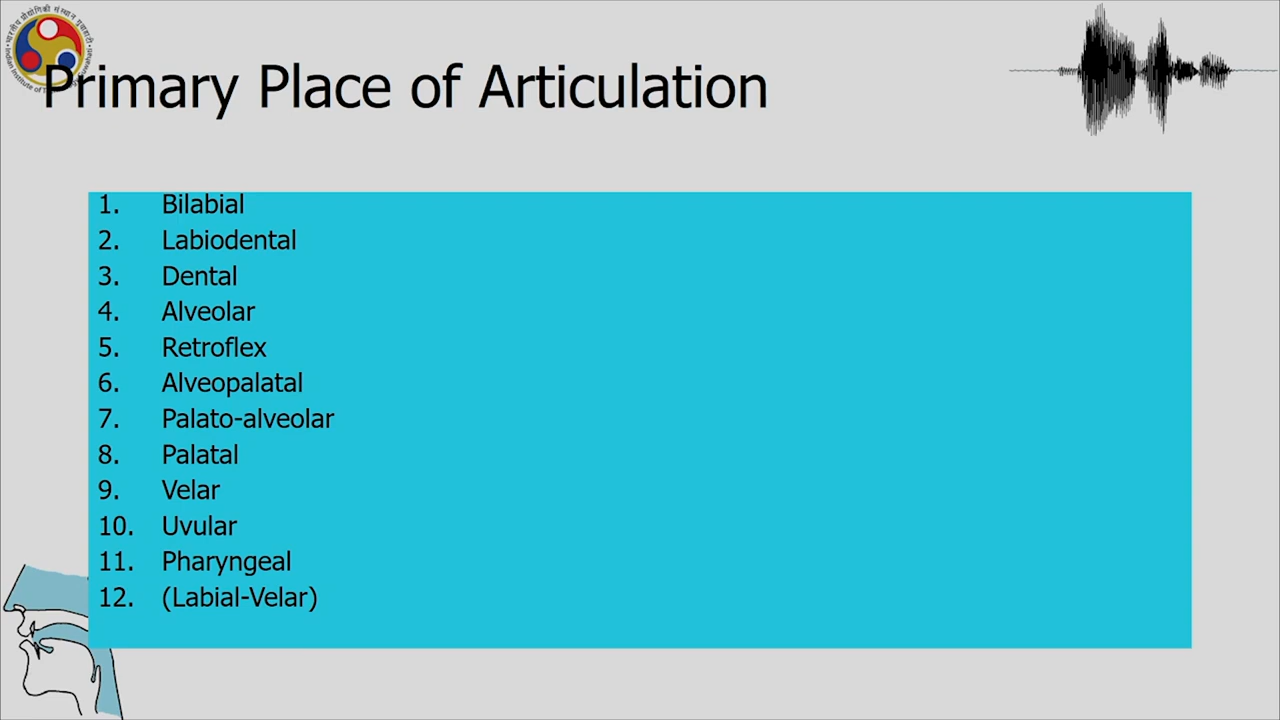 Primary Place of Articulation
1. Bilabial
2. Labiodental
3. Dental
4. Alveolar
5. Retroflex
6. Alveopalatal
7. Palato-alveolar
8. Palatal
9. Velar
10. Uvular
11. Pharyngeal
12. (Labial-Velar)